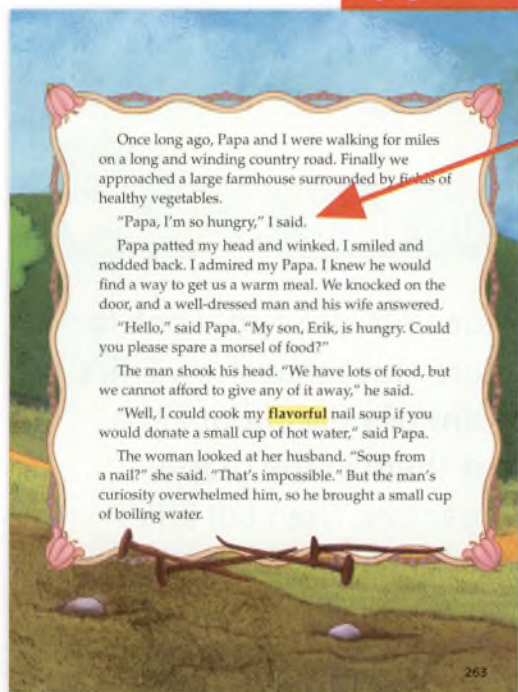 Once long ago, Papa and I were walking for miles
on a long and winding country road. Finally we
approached a large farmhouse surrounded by fields of
healthy vegetables.
"Papa, I'm so hungry," I said.
Papa patted my head and winked. I smiled and
nodded back. I admired my Papa. I knew he would
find a way to get us a warm meal. We knocked on the
door, and a well-dressed man and his wife answered.
"Hello," said Papa. "My son, Erik, is hungry. Could
you please spare a morsel of food?"
The man shook his head. "We have lots of food, but
we cannot afford to give any of it away," he said.
"Well, I could cook my flavorful nail soup if you
would donate a small cup of hot water," said Papa.
The woman looked at her husband. "Soup from
a nail?" she said. "That's impossible." But the man's
curiosity overwhelmed him, so he brought a small cup
of boiling water.
263